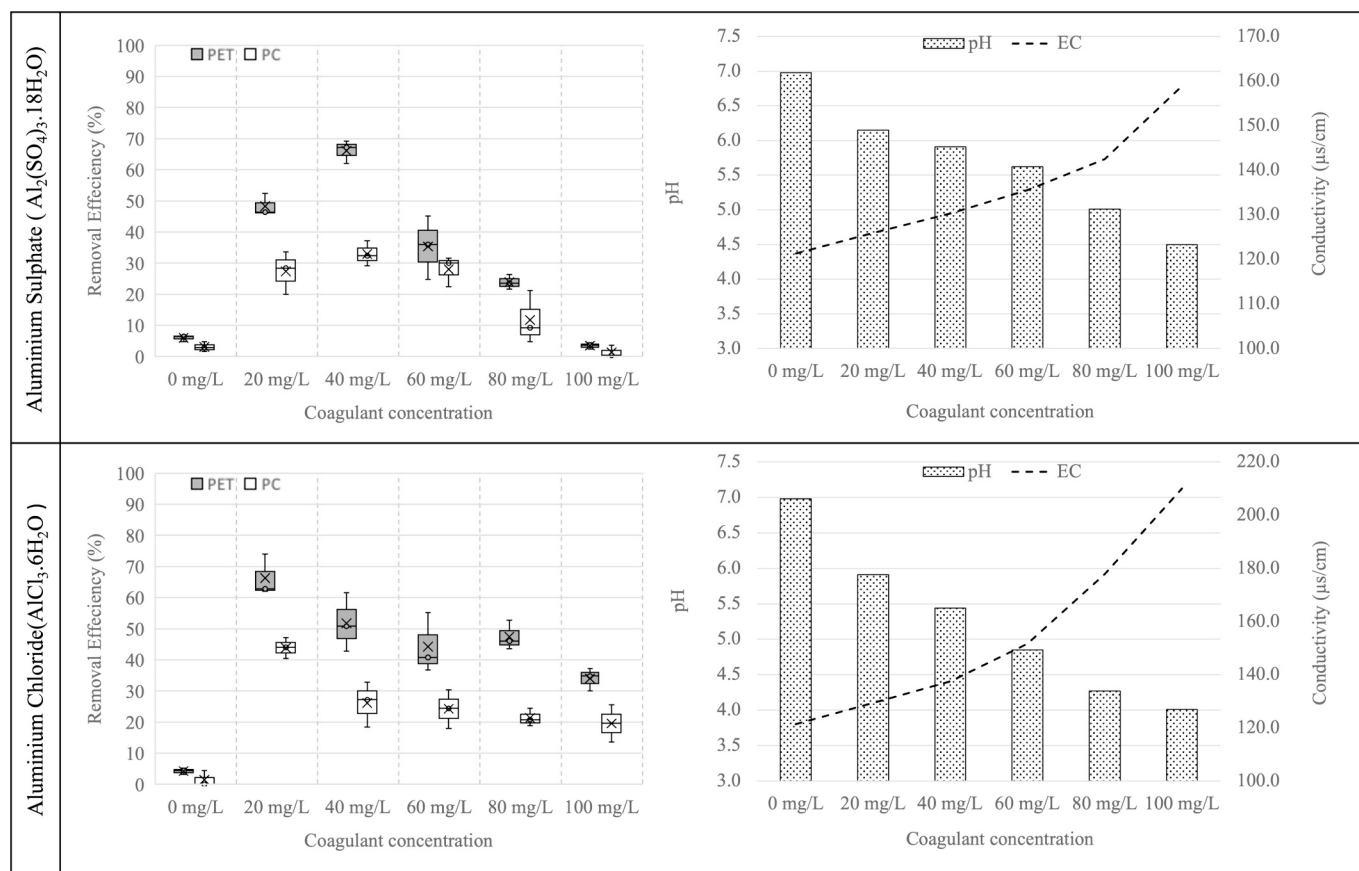 Aluminium Sulphate ( Al2(SO4)3.18H2O)
PET PC
Removal Effeciency (%)
100
90
80
70
60
50
40
30
20
10
0
0 mg/L 20 mg/L 40 mg/L 60 mg/L 80 mg/L 100 mg/L
Coagulant concentration
pH EC
pH
7.5
7.0
6.5
6.0
5.5
5.0
4.5
4.0
3.5
3.0
170.0
160.0
150.0
140.0
130.0
120.0
110.0
100.0
Conductivity (µs/cm)
0 mg/L 20 mg/L 40 mg/L 60 mg/L 80 mg/L 100 mg/L
Coagulant concentration
Aluminium Chloride(AlCl3.6H2O )
PET PC
Removal Effeciency (%)
100
90
80
70
60
50
40
30
20
10
0
0 mg/L 20 mg/L 40 mg/L 60 mg/L 80 mg/L 100 mg/L
Coagulant concentration
pH EC
pH
7.5
7.0
6.5
6.0
5.5
5.0
4.5
4.0
3.5
3.0
220.0
200.0
180.0
160.0
140.0
120.0
100.0
Conductivity (µs/cm)
0 mg/L 20 mg/L 40 mg/L 60 mg/L 80 mg/L 100 mg/L
Coagulant concentration